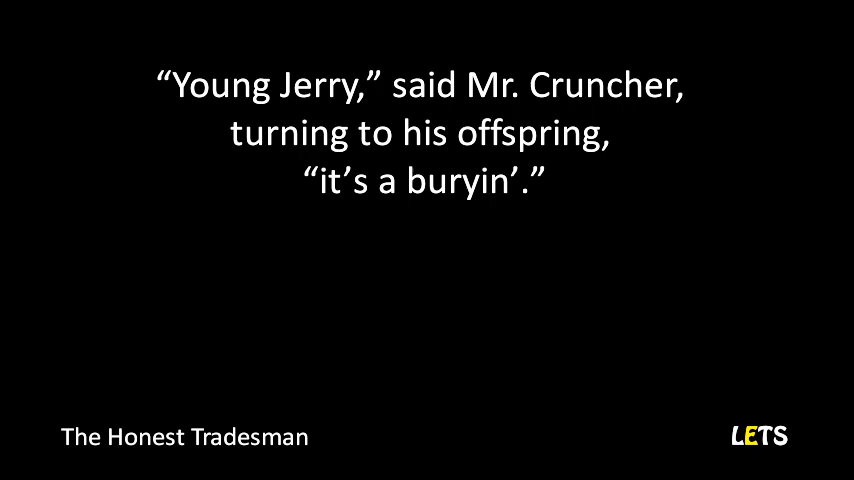 “Young Jerry,” said Mr. Cruncher,
turning to his offspring,
“it’s a buryin’.”
The Honest Tradesman
LETS